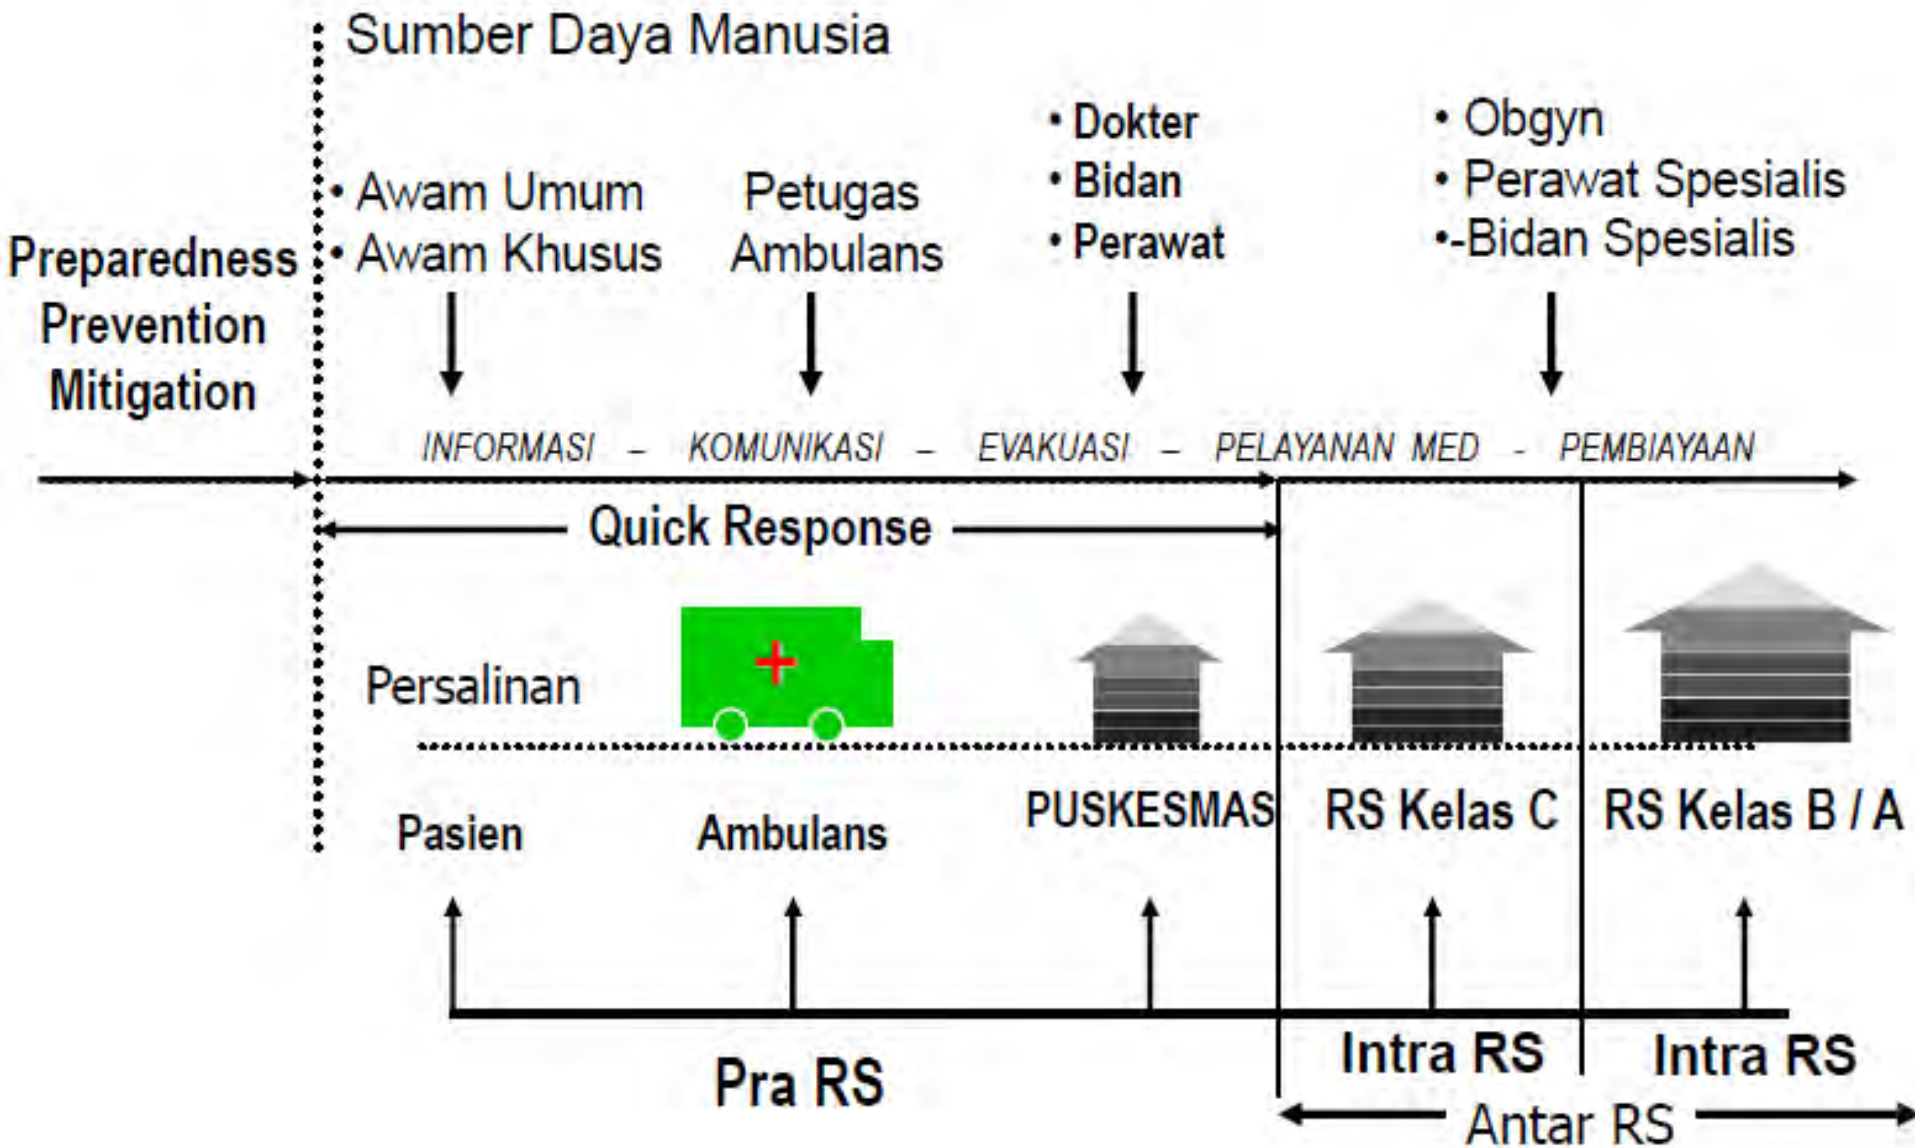 Sumber Daya Manusia
Preparedness
Prevention
Mitigation
• Awam Umum
• Awam Khusus
Petugas
Ambulans
• Dokter
• Bidan
• Perawat
• Obgyn
• Perawat Spesialis
•-Bidan Spesialis
INFORMASI – KOMUNIKASI – EVAKUASI – PELAYANAN MED - PEMBIAYAAN
Quick Response
Persalinan
Pasien
Ambulans
PUSKESMAS
RS Kelas C
RS Kelas B / A
Pra RS
Intra RS
Intra RS
Antar RS